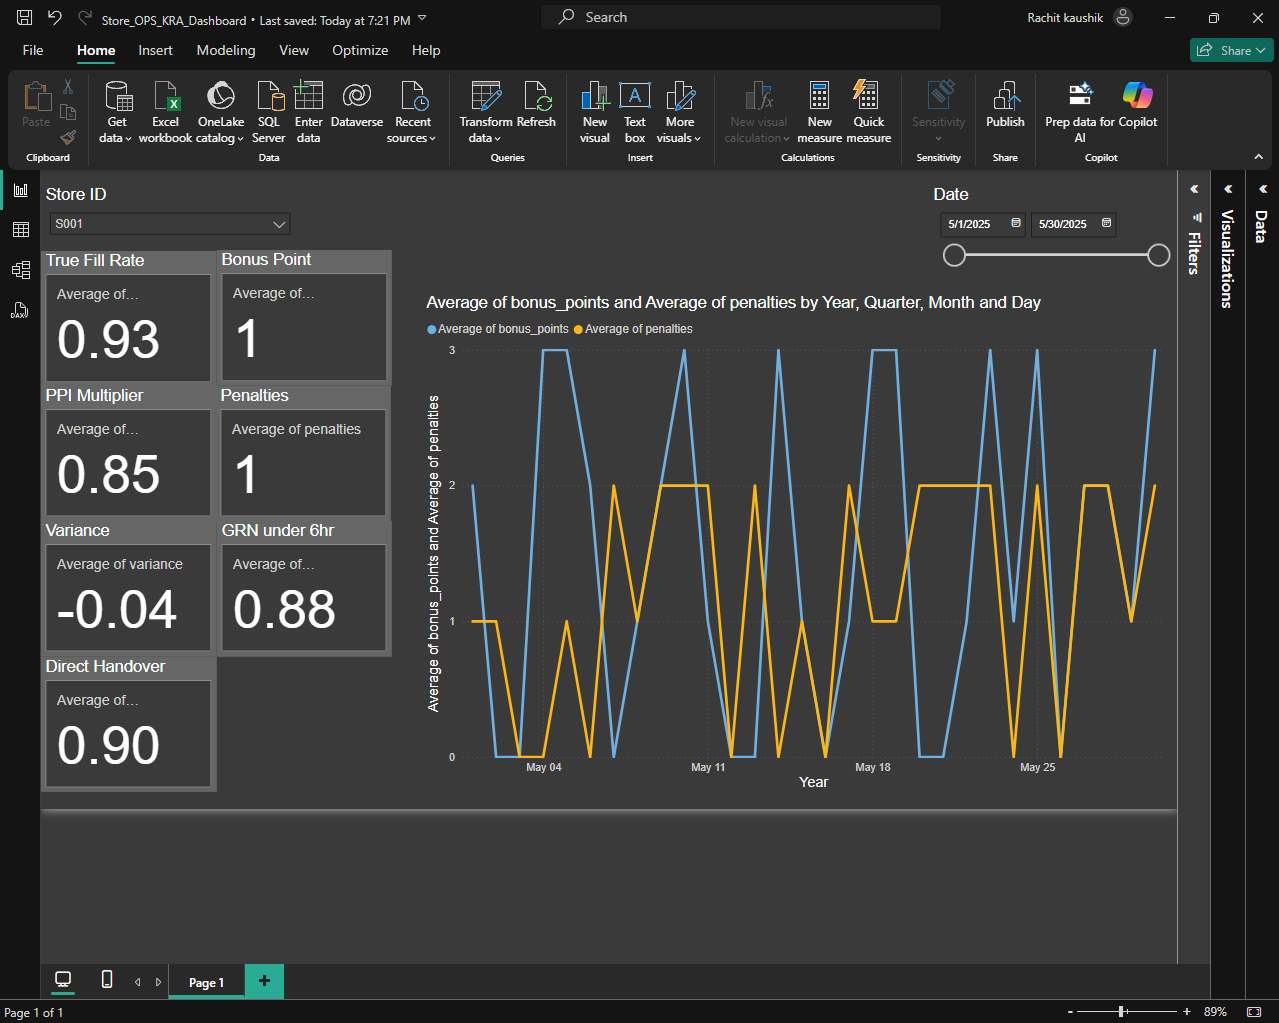 Store_OPS_KRA_Dashboard • Last saved: Today at 7:21 PM
Search
Rachit kaushik
File Home Insert Modeling View Optimize Help
Share
Paste
Get data
Excel workbook
OneLake catalog
SQL Server
Enter data
Dataverse
Recent sources
Transform data
Refresh
New visual
Text box
More visuals
New visual calculation
New measure
Quick measure
Sensitivity
Publish
Prep data for AI
Copilot
Clipboard
Data
Queries
Insert
Calculations
Sensitivity
Share
Copilot
Store ID
S001
Date
5/1/2025
5/30/2025
Filters
Visualizations
Data
True Fill Rate
Average of...
0.93
Bonus Point
Average of...
1
PPI Multiplier
Average of...
0.85
Penalties
Average of penalties
1
Variance
Average of variance
-0.04
GRN under 6hr
Average of...
0.88
Direct Handover
Average of...
0.90
Average of bonus_points and Average of penalties by Year, Quarter, Month and Day
Average of bonus_points Average of penalties
Average of bonus_points and Average of penalties
3
2
1
0
May 04 May 11 May 18 May 25
Year
DAX
Page 1
+
Page 1 of 1
- + 89%